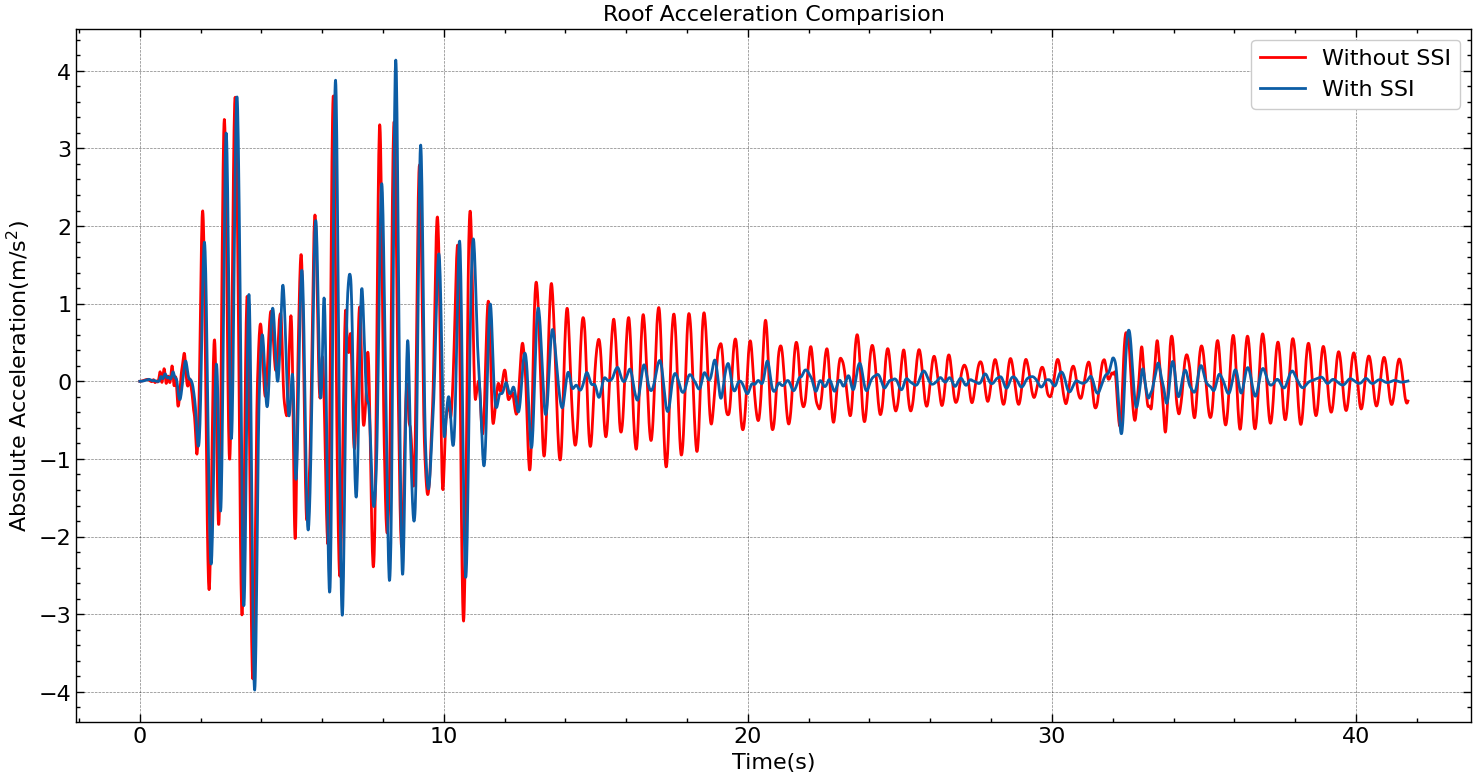 Roof Acceleration Comparision
Without SSI
With SSI
Absolute Acceleration(m/s²)
4
3
2
1
0
−1
−2
−3
−4
0 10 20 30 40
Time(s)